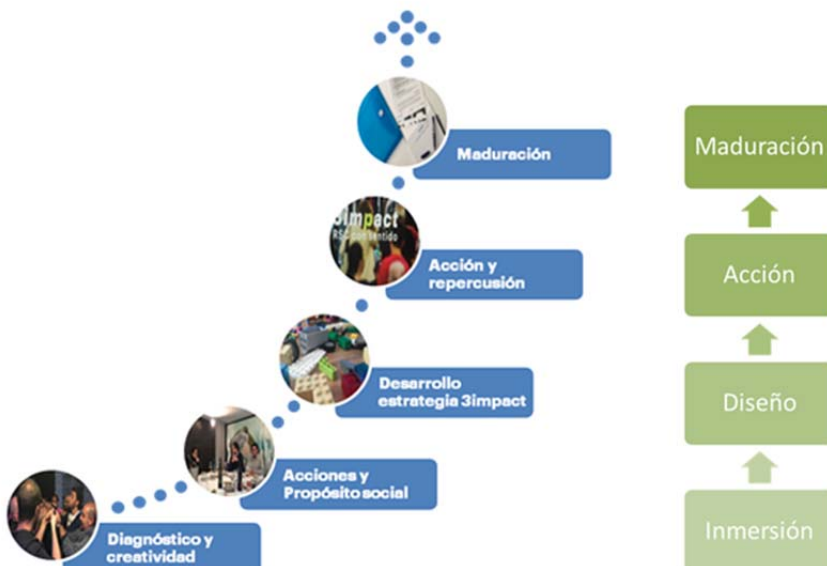 Maduración
Acción y
repercusión
Desarrollo
estrategia 3impact
Acciones y
Propósito social
Diagnóstico y
creatividad
3impact
RSC con sentido
Maduración
Acción
Diseño
Inmersión